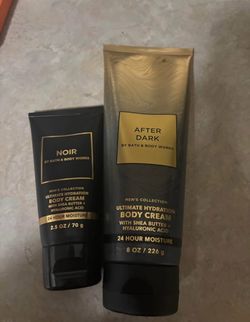 NOIR
BY BATH & BODY WORKS
MEN'S COLLECTION
ULTIMATE HYDRATION
BODY CREAM
WITH SHEA BUTTER +
HYALURONIC ACID
24 HOUR MOISTURE
2.5 OZ / 70 g
AFTER
DARK
BY BATH & BODY WORKS
MEN'S COLLECTION
ULTIMATE HYDRATION
BODY CREAM
WITH SHEA BUTTER +
HYALURONIC ACID
24 HOUR MOISTURE
8 OZ / 226 g